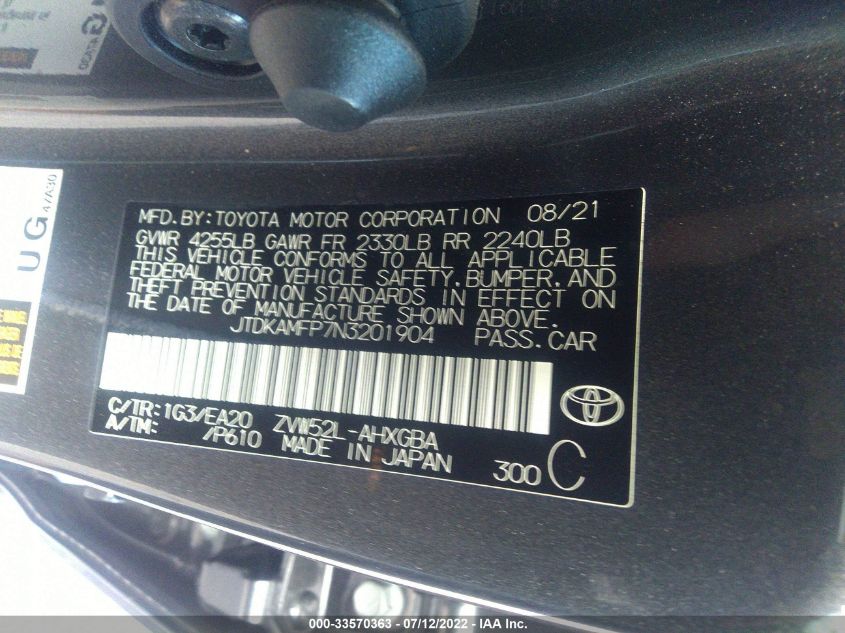 MFD. BY: TOYOTA MOTOR CORPORATION 08/21
GVWR 4255LB GAWR FR 2330LB RR 2240LB
THIS VEHICLE CONFORMS TO ALL APPLICABLE
FEDERAL MOTOR VEHICLE SAFETY, BUMPER, AND
THEFT PREVENTION STANDARDS IN EFFECT ON
THE DATE OF MANUFACTURE SHOWN ABOVE.
JTDKAMFP7N3201904 PASS. CAR
C/TR: 1G3/EA20 ZVW52L-AHXGBA
A/TM: /P610 MADE IN JAPAN
300 C
UG
47A30
000-33570363 - 07/12/2022 - IAA Inc.